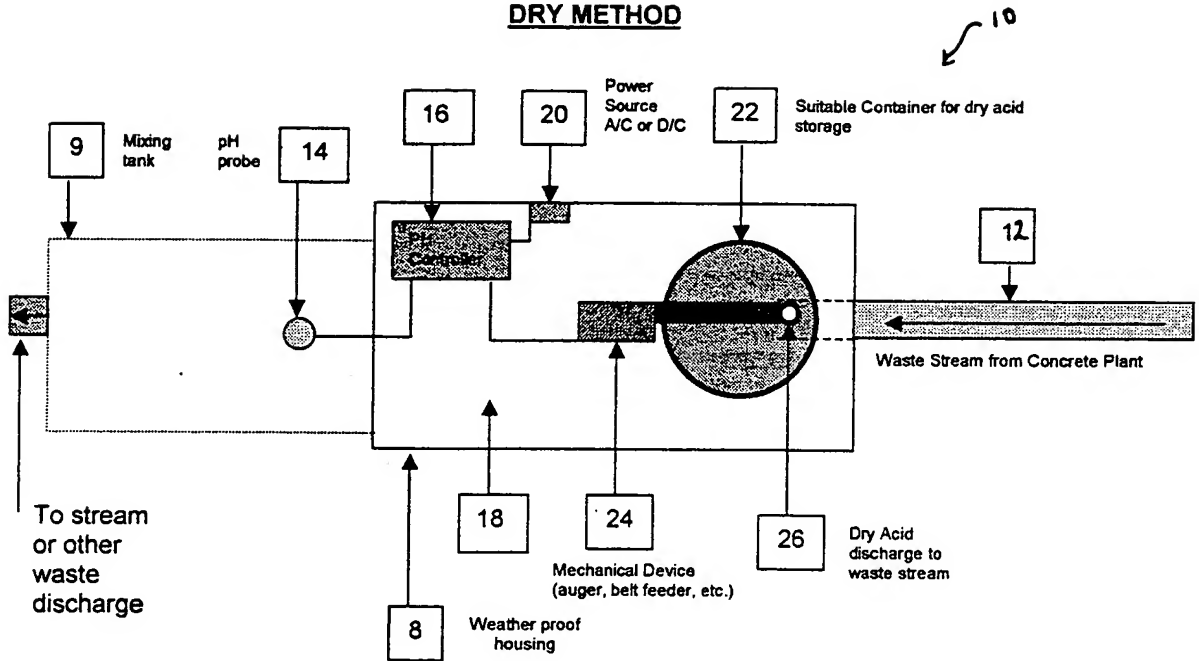 DRY METHOD
10
9
Mixing
tank
pH
probe
14
16
20
Power
Source
A/C or D/C
22
Suitable Container for dry acid
storage
12
PH
Controller
Waste Stream from Concrete Plant
To stream
or other
waste
discharge
18
24
Mechanical Device
(auger, belt feeder, etc.)
26
Dry Acid
discharge to
waste stream
8
Weather proof
housing